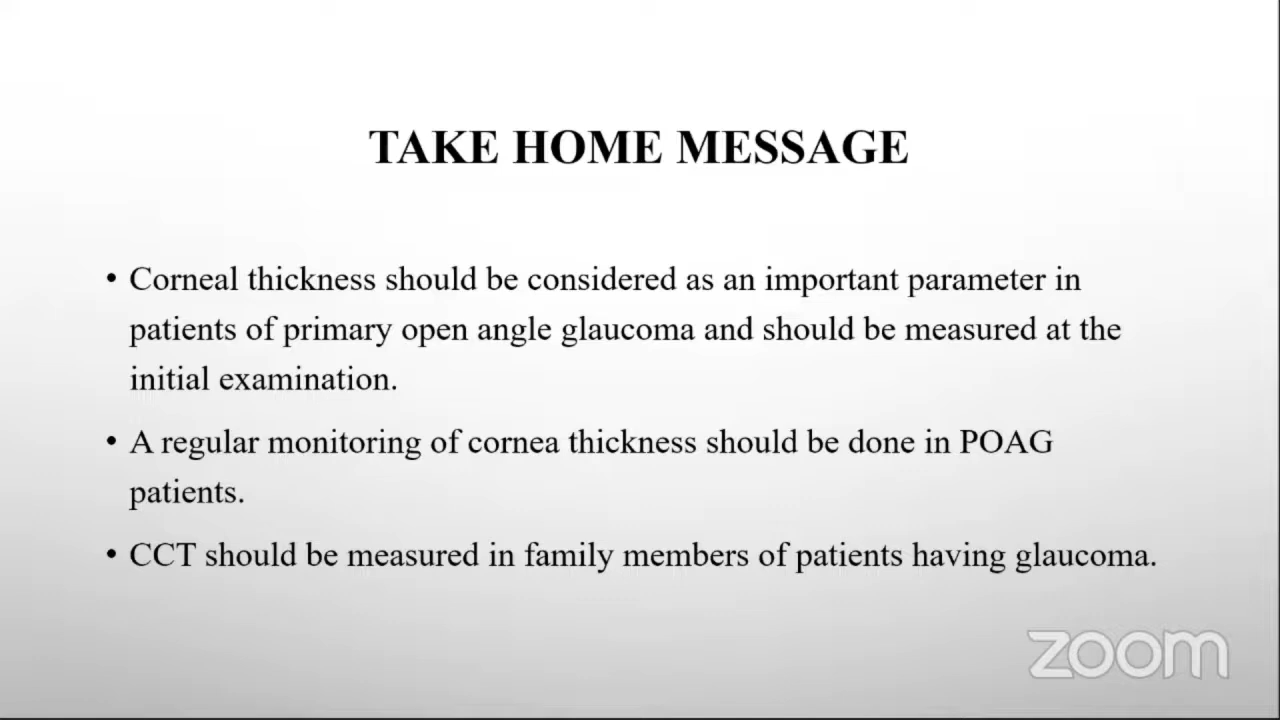 TAKE HOME MESSAGE
• Corneal thickness should be considered as an important parameter in
patients of primary open angle glaucoma and should be measured at the
initial examination.
• A regular monitoring of cornea thickness should be done in POAG
patients.
• CCT should be measured in family members of patients having glaucoma.
zoom